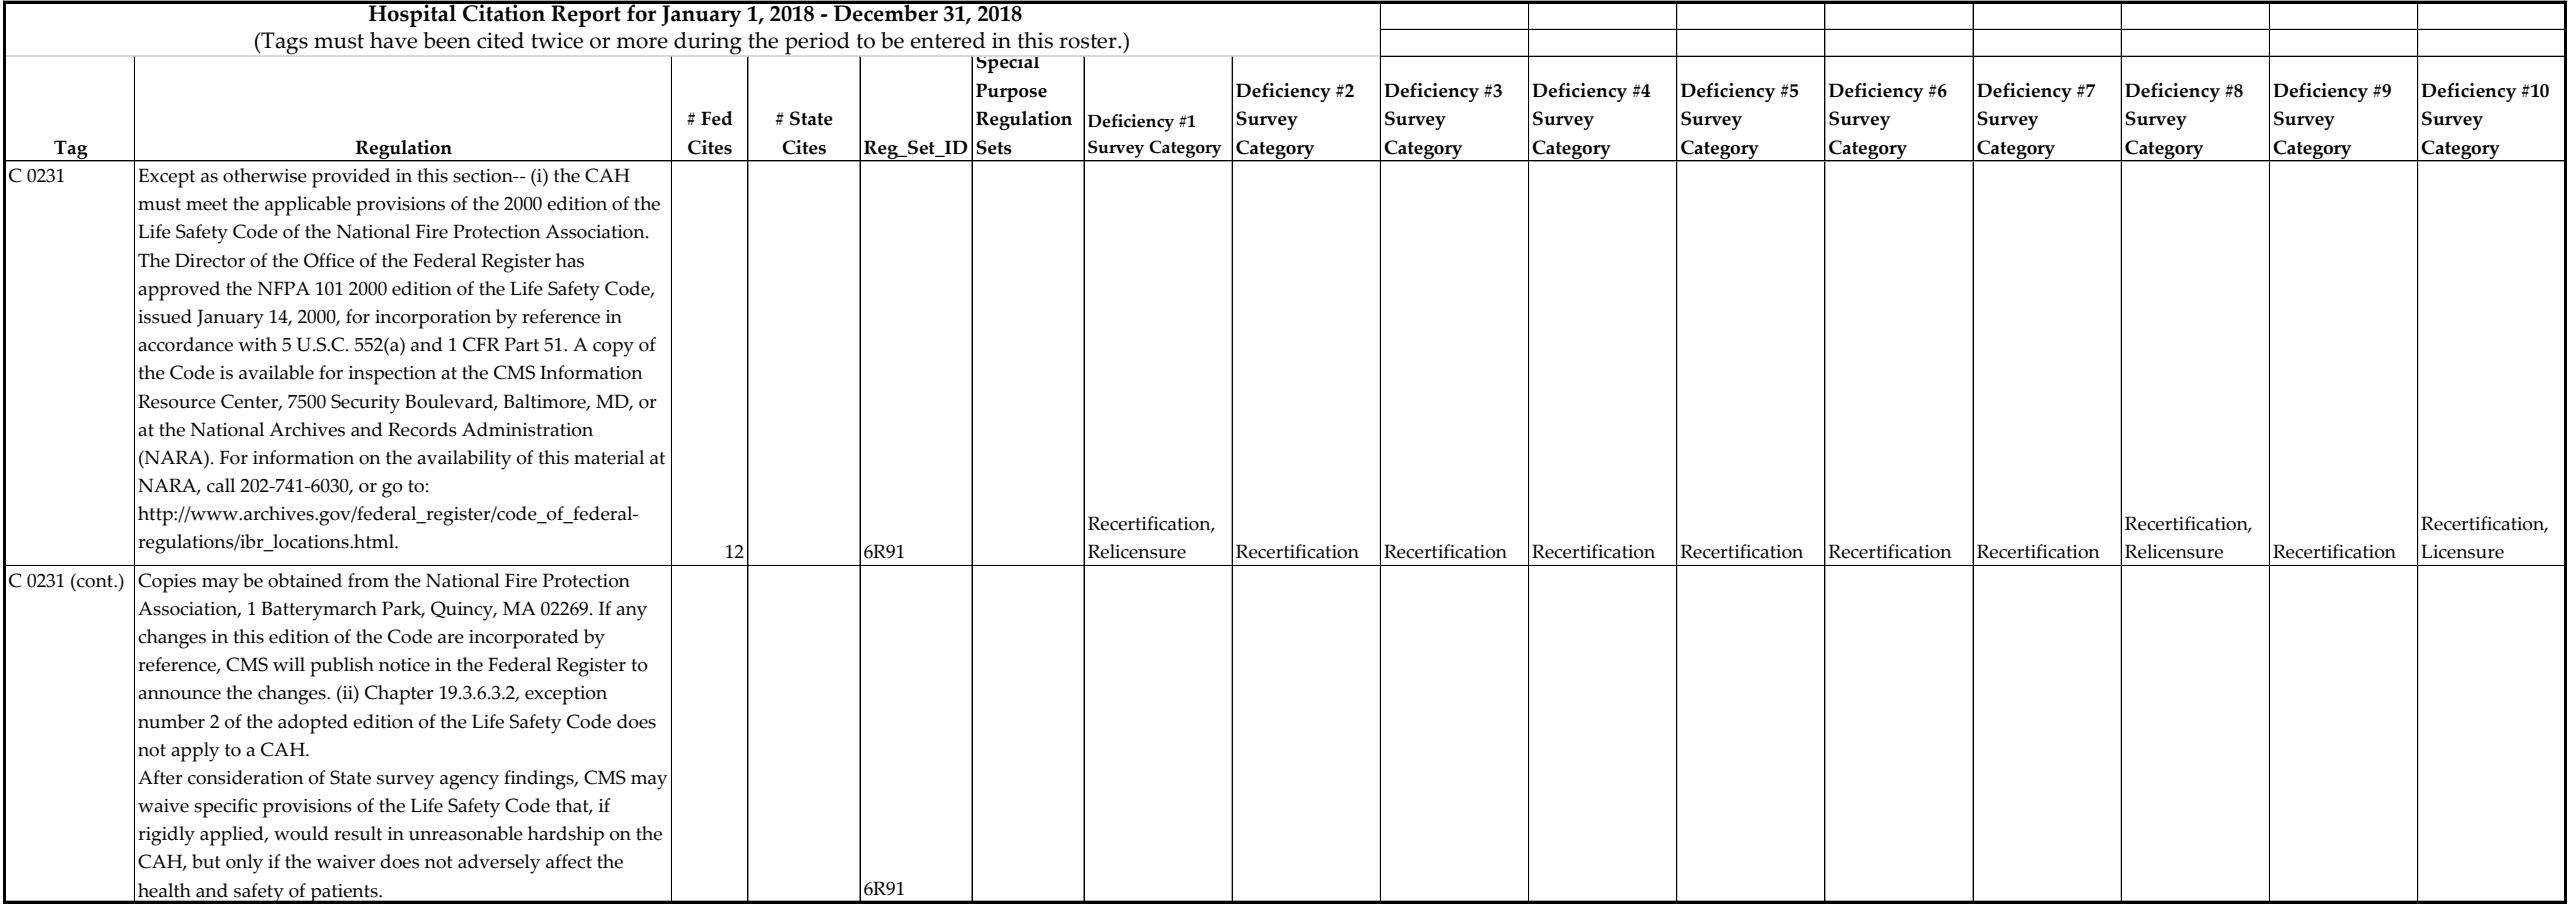 Hospital Citation Report for January 1, 2018 - December 31, 2018
(Tags must have been cited twice or more during the period to be entered in this roster.)
Tag
Regulation
# Fed
Cites
# State
Cites
Reg_Set_ID
Special
Purpose
Regulation
Sets
Deficiency #1
Survey Category
Deficiency #2
Survey
Category
Deficiency #3
Survey
Category
Deficiency #4
Survey
Category
Deficiency #5
Survey
Category
Deficiency #6
Survey
Category
Deficiency #7
Survey
Category
Deficiency #8
Survey
Category
Deficiency #9
Survey
Category
Deficiency #10
Survey
Category
C 0231
Except as otherwise provided in this section-- (i) the CAH
must meet the applicable provisions of the 2000 edition of the
Life Safety Code of the National Fire Protection Association.
The Director of the Office of the Federal Register has
approved the NFPA 101 2000 edition of the Life Safety Code,
issued January 14, 2000, for incorporation by reference in
accordance with 5 U.S.C. 552(a) and 1 CFR Part 51. A copy of
the Code is available for inspection at the CMS Information
Resource Center, 7500 Security Boulevard, Baltimore, MD, or
at the National Archives and Records Administration
(NARA). For information on the availability of this material at
NARA, call 202-741-6030, or go to:
http://www.archives.gov/federal_register/code_of_federal-
regulations/ibr_locations.html.
12
6R91
Recertification,
Relicensure
Recertification
Recertification
Recertification
Recertification
Recertification
Recertification
Recertification,
Relicensure
Recertification
Recertification,
Licensure
C 0231 (cont.)
Copies may be obtained from the National Fire Protection
Association, 1 Batterymarch Park, Quincy, MA 02269. If any
changes in this edition of the Code are incorporated by
reference, CMS will publish notice in the Federal Register to
announce the changes. (ii) Chapter 19.3.6.3.2, exception
number 2 of the adopted edition of the Life Safety Code does
not apply to a CAH.
After consideration of State survey agency findings, CMS may
waive specific provisions of the Life Safety Code that, if
rigidly applied, would result in unreasonable hardship on the
CAH, but only if the waiver does not adversely affect the
health and safety of patients.
6R91